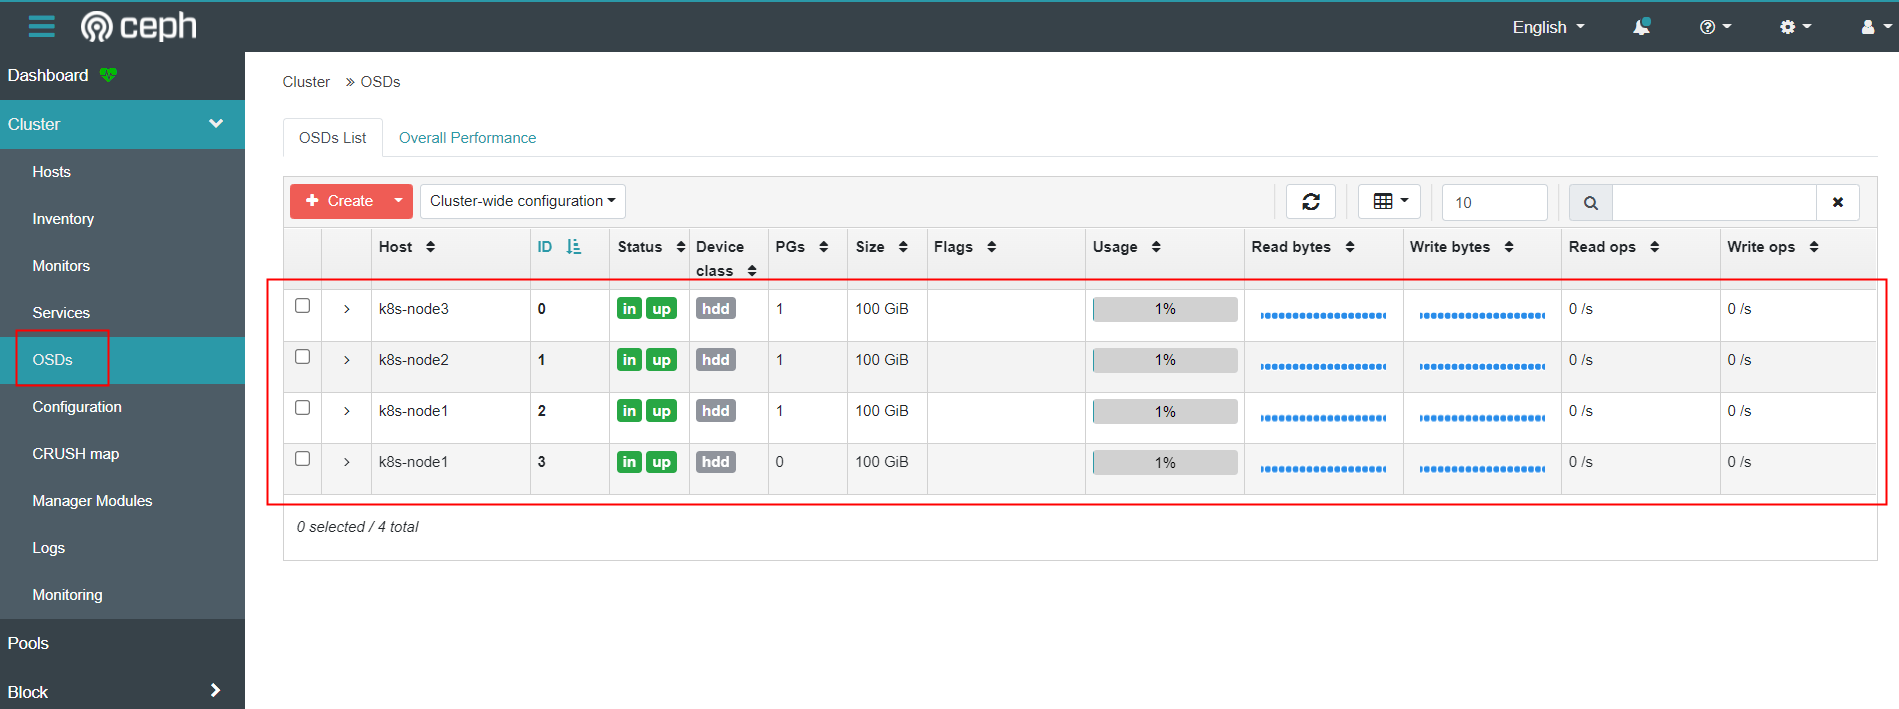 ceph English
Dashboard
Cluster
Hosts
Inventory
Monitors
Services
OSDs
Configuration
CRUSH map
Manager Modules
Logs
Monitoring
Pools
Block
Cluster » OSDs
OSDs List Overall Performance
+ Create Cluster-wide configuration 10
Host ID Status Device class PGs Size Flags Usage Read bytes Write bytes Read ops Write ops
k8s-node3 0 in up hdd 1 100 GiB 1% 0 /s 0 /s
k8s-node2 1 in up hdd 1 100 GiB 1% 0 /s 0 /s
k8s-node1 2 in up hdd 1 100 GiB 1% 0 /s 0 /s
k8s-node1 3 in up hdd 0 100 GiB 1% 0 /s 0 /s
0 selected / 4 total